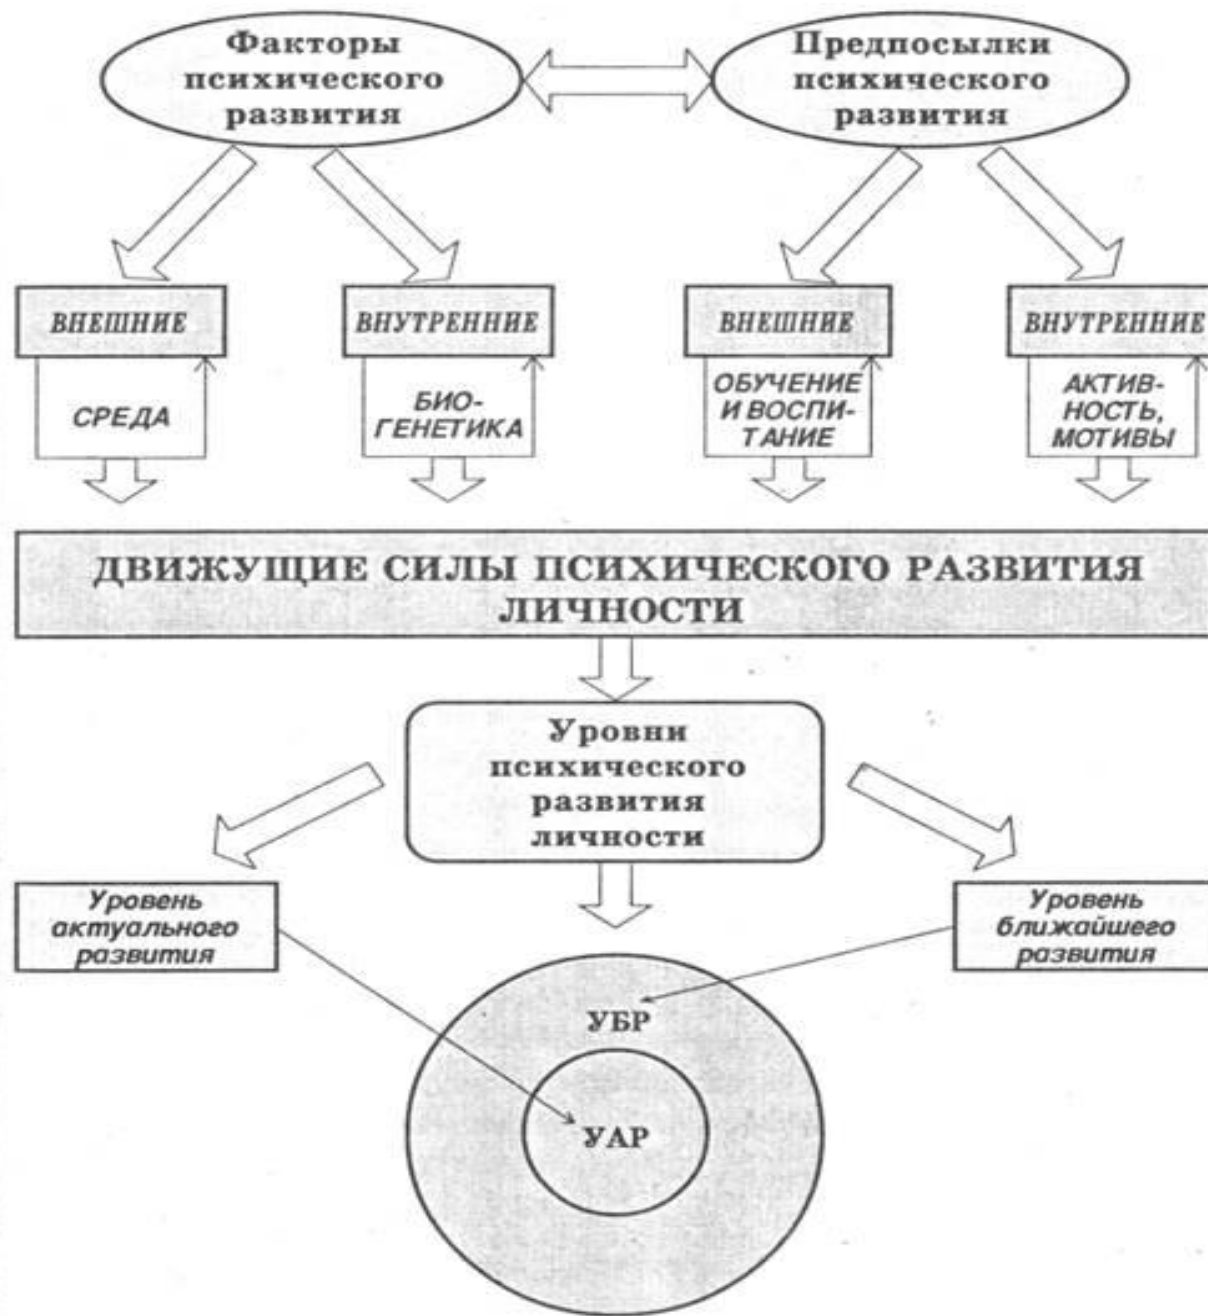 Факторы
психического
развития
Предпосылки
психического
развития
ВНЕШНИЕ
ВНУТРЕННИЕ
ВНЕШНИЕ
ВНУТРЕННИЕ
СРЕДА
БИО-
ГЕНЕТИКА
ОБУЧЕНИЕ
И ВОСПИ-
ТАНИЕ
АКТИВ-
НОСТЬ,
МОТИВЫ
ДВИЖУЩИЕ СИЛЫ ПСИХИЧЕСКОГО РАЗВИТИЯ
ЛИЧНОСТИ
Уровни
психического
развития
личности
Уровень
актуального
развития
Уровень
ближайшего
развития
УБР
УАР